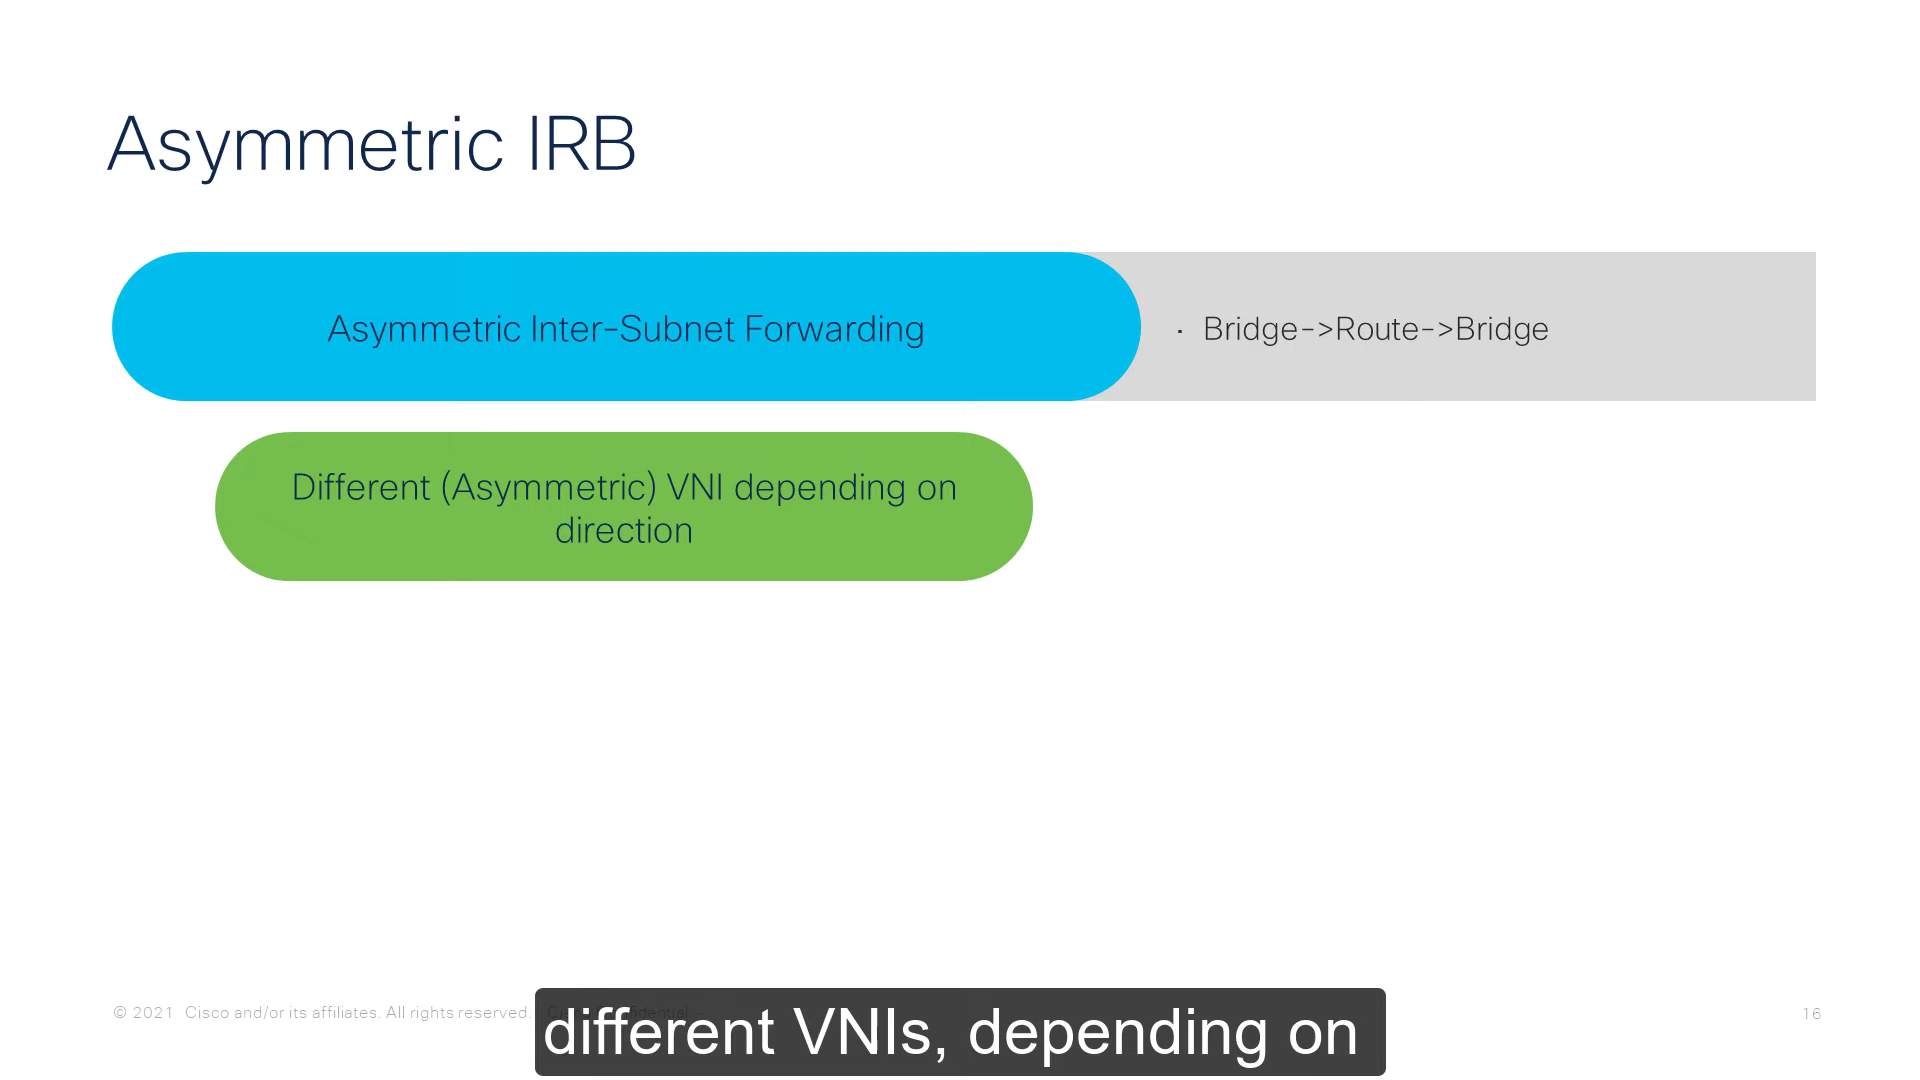 Asymmetric IRB
Asymmetric Inter-Subnet Forwarding
· Bridge->Route->Bridge
Different (Asymmetric) VNI depending on
direction
© 2021 Cisco and/or its affiliates. All rights reserved.
16
different VNIs, depending on